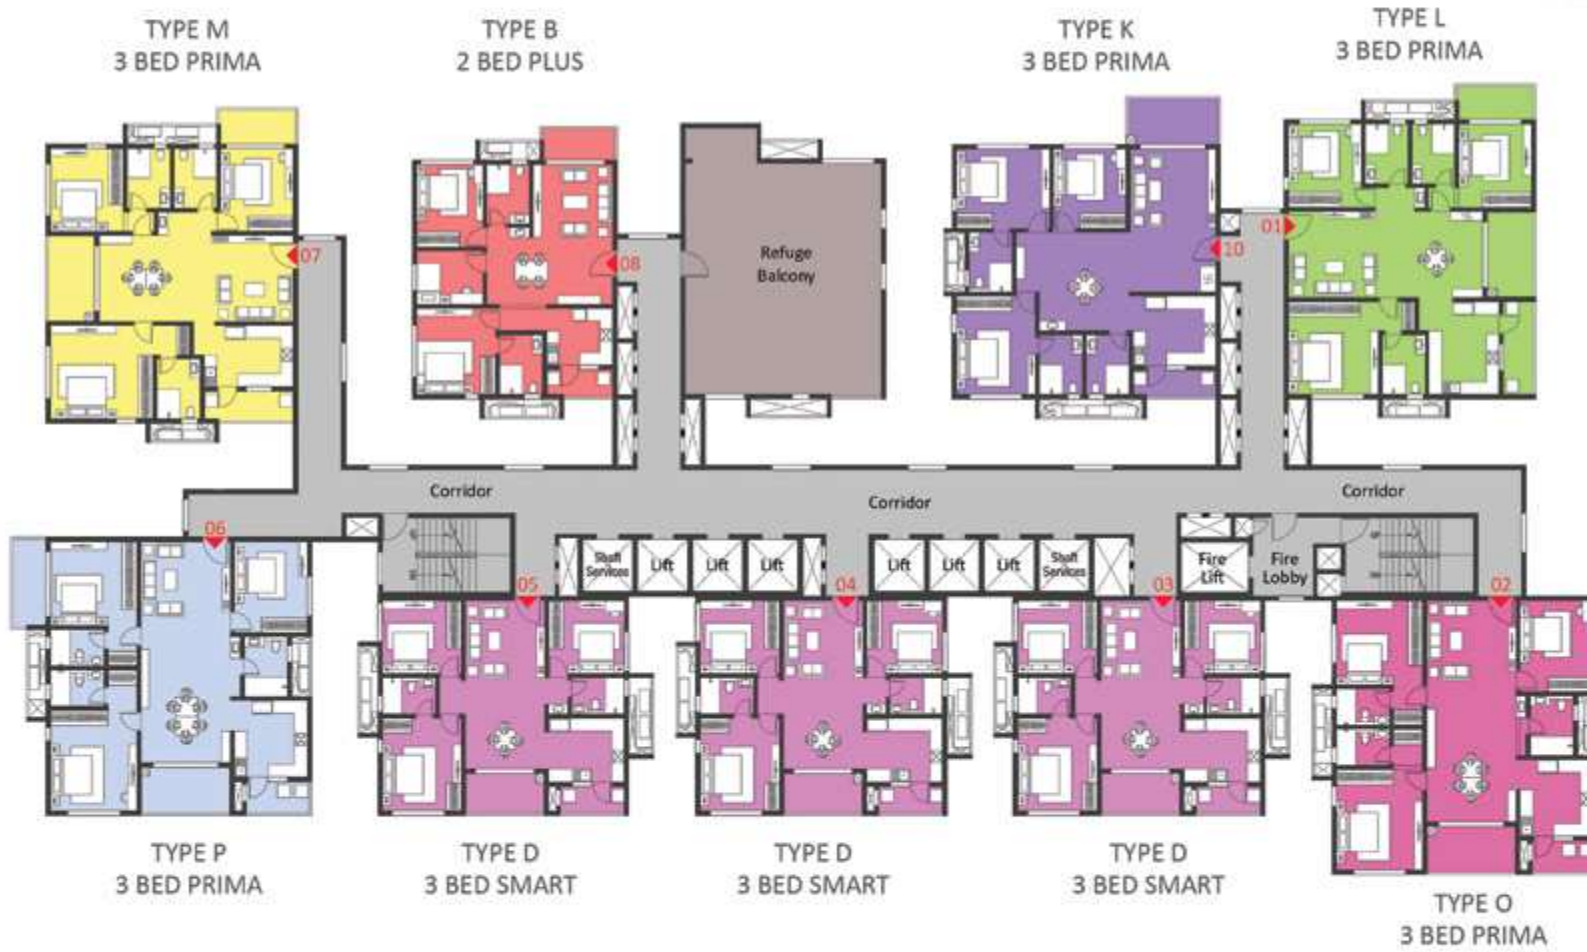 TYPE M
3 BED PRIMA
TYPE B
2 BED PLUS
TYPE K
3 BED PRIMA
TYPE L
3 BED PRIMA
07
08
Refuge
Balcony
10
01
Corridor
Corridor
Corridor
06
05
Shaft
Services
Lift
Lift
Lift
04
Lift
Lift
Lift
Shaft
Services
03
Fire
Lift
Fire
Lobby
02
TYPE P
3 BED PRIMA
TYPE D
3 BED SMART
TYPE D
3 BED SMART
TYPE D
3 BED SMART
TYPE O
3 BED PRIMA